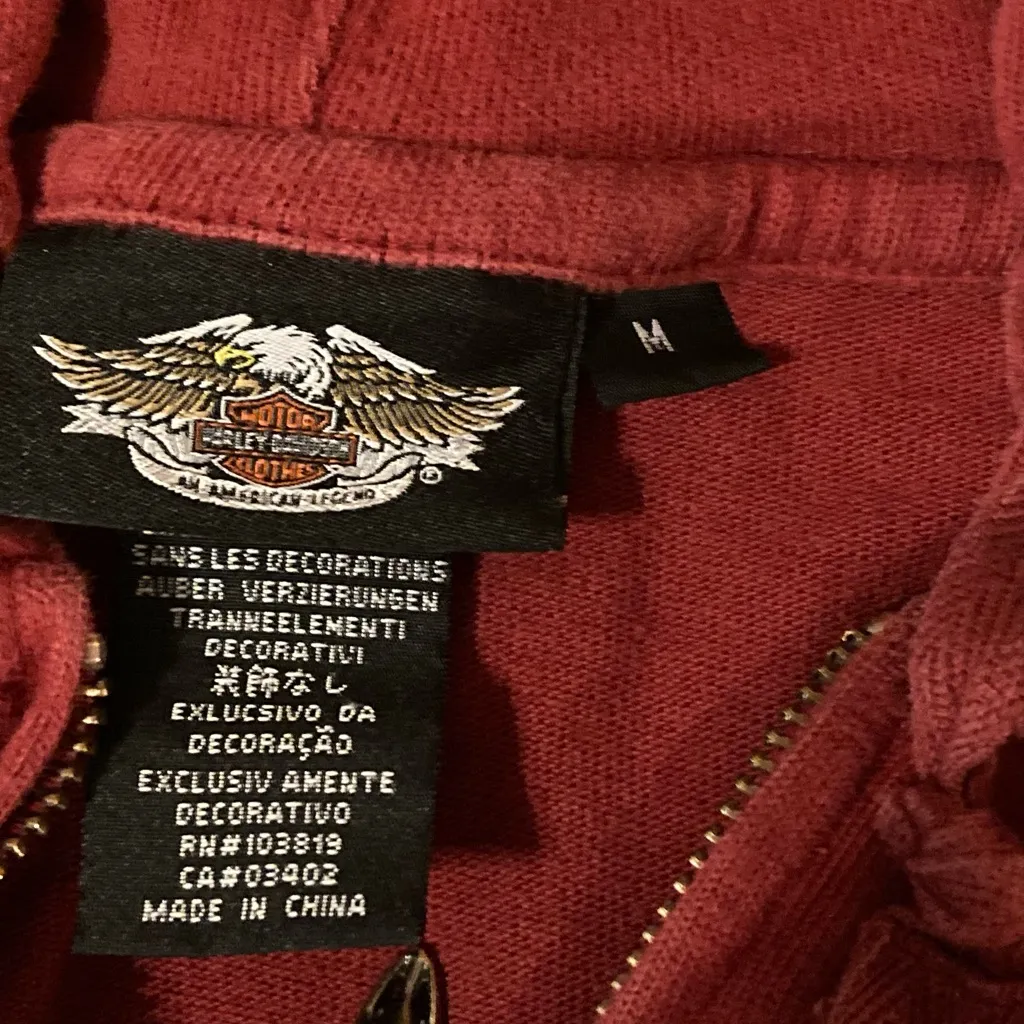 MOTOR
HARLEY-DAVIDSON
CLOTHES
AN AMERICAN LEGEND
®
M
SANS LES DECORATIONS
AUBER VERZIERUNGEN
TRANNEELEMENTI
DECORATIVI
装飾なし
EXLUCSIVO DA
DECORAÇÃO
EXCLUSIV AMENTE
DECORATIVO
RN#103819
CA#03402
MADE IN CHINA